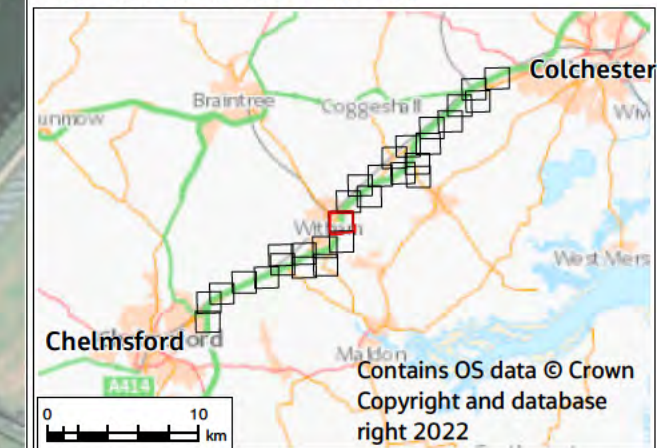 Colchester
Braintree
Coggeshall
unmow
Wiv
Witham
West Mers
Chelmsford
Maldon
A414
Contains OS data © Crown
Copyright and database
right 2022
0 10
km